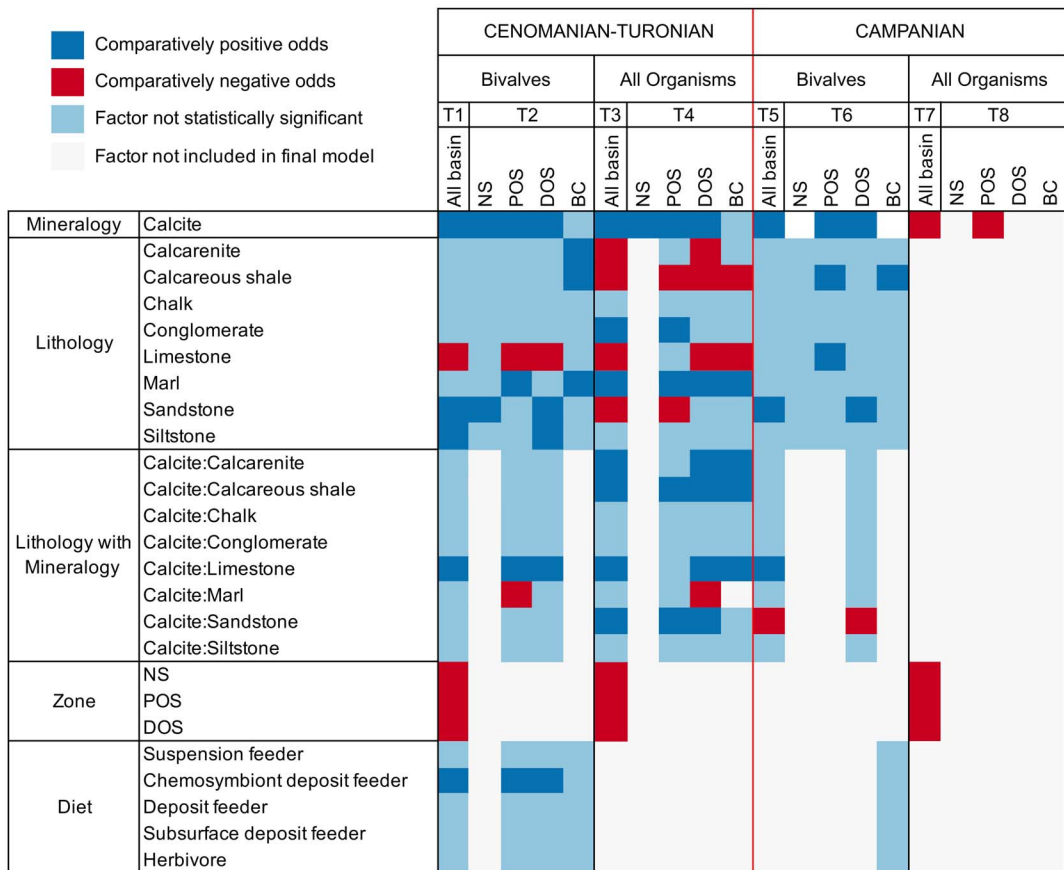 Comparatively positive odds
Comparatively negative odds
Factor not statistically significant
Factor not included in final model
CENOMANIAN-TURONIAN CAMPANIAN
Bivalves All Organisms Bivalves All Organisms
T1 T2 T3 T4 T5 T6 T7 T8
All basin NS POS DOS BC All basin NS POS DOS BC All basin NS POS DOS BC All basin NS POS DOS BC
Mineralogy Calcite
Lithology
Calcarenite
Calcareous shale
Chalk
Conglomerate
Limestone
Marl
Sandstone
Siltstone
Lithology with
Mineralogy
Calcite:Calcarenite
Calcite:Calcareous shale
Calcite:Chalk
Calcite:Conglomerate
Calcite:Limestone
Calcite:Marl
Calcite:Sandstone
Calcite:Siltstone
Zone
NS
POS
DOS
Diet
Suspension feeder
Chemosymbiont deposit feeder
Deposit feeder
Subsurface deposit feeder
Herbivore